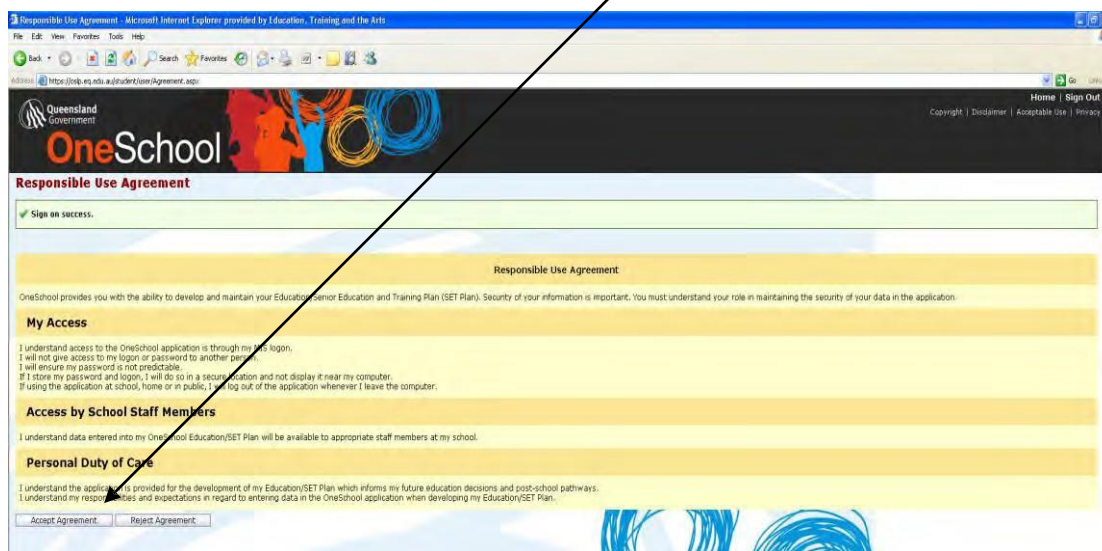 Responsible Use Agreement - Microsoft Internet Explorer provided by Education, Training and the Arts
File Edit View Favorites Tools Help
Back Search Favorites
Address https://oslp.eq.edu.au/student/user/Agreement.aspx Go
Home | Sign Out
Copyright | Disclaimer | Acceptable Use | Privacy
Queensland
Government
OneSchool
Responsible Use Agreement
Sign on success.
Responsible Use Agreement
OneSchool provides you with the ability to develop and maintain your Education/Senior Education and Training Plan (SET Plan). Security of your information is important. You must understand your role in maintaining the security of your data in the application.
My Access
I understand access to the OneSchool application is through my MIS logon.
I will not give access to my logon or password to another person.
I will ensure my password is not predictable.
If I store my password and logon, I will do so in a secure location and not display it near my computer.
If using the application at school, home or in public, I will log out of the application whenever I leave the computer.
Access by School Staff Members
I understand data entered into my OneSchool Education/SET Plan will be available to appropriate staff members at my school.
Personal Duty of Care
I understand the application is provided for the development of my Education/SET Plan which informs my future education decisions and post-school pathways.
I understand my responsibilities and expectations in regard to entering data in the OneSchool application when developing my Education/SET Plan.
Accept Agreement Reject Agreement